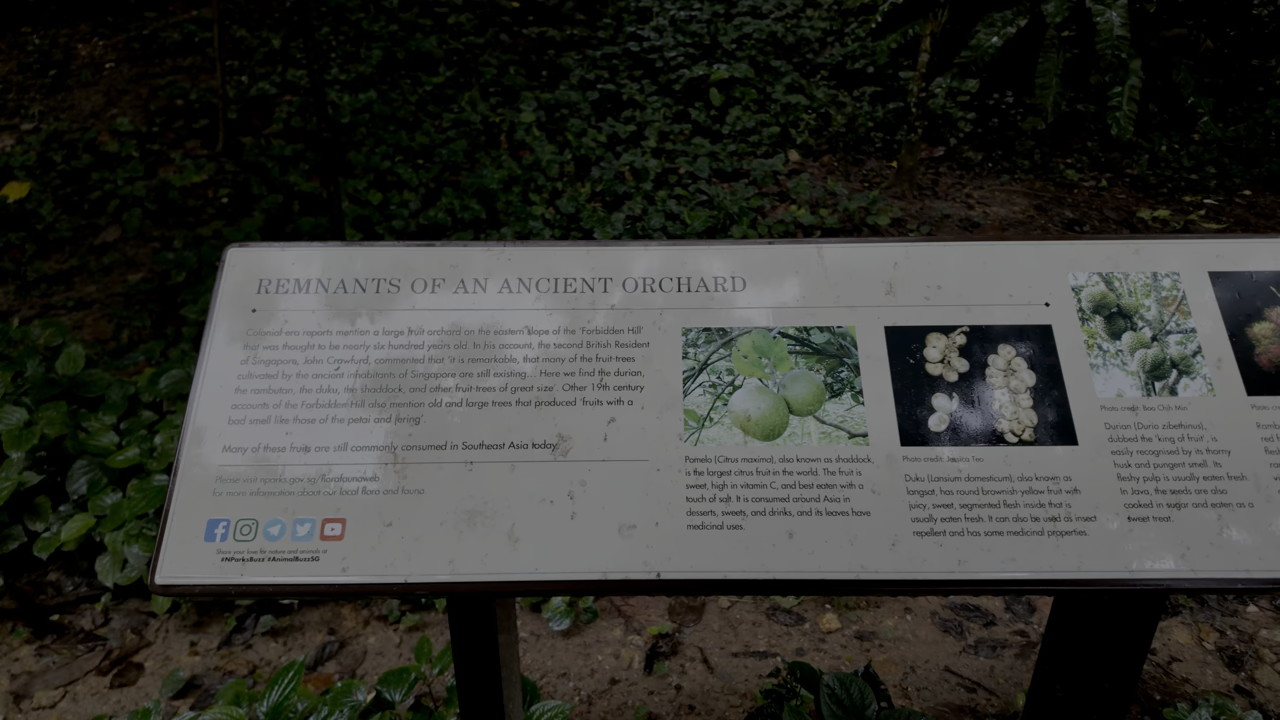 REMNANTS OF AN ANCIENT ORCHARD
Colonial-era reports mention a large fruit orchard on the eastern slope of the 'Forbidden Hill'
that was thought to be nearly six hundred years old. In his account, the second British Resident
of Singapore, John Crawfurd, commented that 'it is remarkable, that many of the fruit-trees
cultivated by the ancient inhabitants of Singapore are still existing... Here we find the durian,
the rambutan, the duku, the shaddock, and other fruit-trees of great size'. Other 19th century
accounts of the Forbidden Hill also mention old and large trees that produced 'fruits with a
bad smell like those of the petai and jering'.
Many of these fruits are still commonly consumed in Southeast Asia today.
Please visit nparks.gov.sg/florafaunaweb
for more information about our local flora and fauna
Share your love for nature and animals at
#NParksBuzz #AnimalBuzzSG
Pomelo (Citrus maxima), also known as shaddock,
is the largest citrus fruit in the world. The fruit is
sweet, high in vitamin C, and best eaten with a
touch of salt. It is consumed around Asia in
desserts, sweets, and drinks, and its leaves have
medicinal uses.
Photo credit: Jessica Teo
Duku (Lansium domesticum), also known as
langsat, has round brownish-yellow fruit with
juicy, sweet, segmented flesh inside that is
usually eaten fresh. It can also be used as insect
repellent and has some medicinal properties.
Photo credit: Boo Chih Min
Durian (Durio zibethinus),
dubbed the 'king of fruit', is
easily recognised by its thorny
husk and pungent smell. Its
fleshy pulp is usually eaten fresh.
In Java, the seeds are also
cooked in sugar and eaten as a
sweet treat.